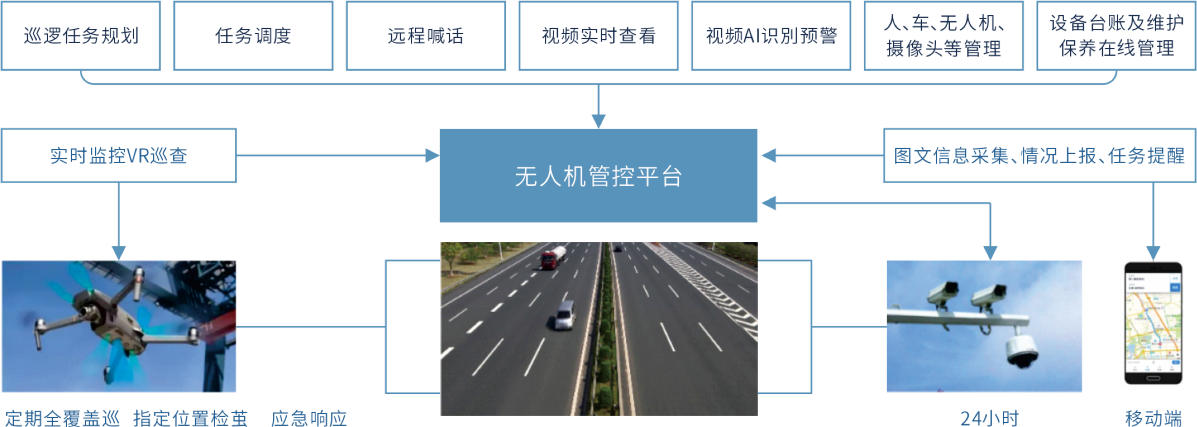 巡逻任务规划
任务调度
远程喊话
视频实时查看
视频AI识别预警
人、车、无人机、
摄像头等管理
设备台账及维护
保养在线管理
实时监控VR巡查
无人机管控平台
图文信息采集、情况上报、任务提醒
定期全覆盖巡 指定位置检茧 应急响应
24小时
移动端